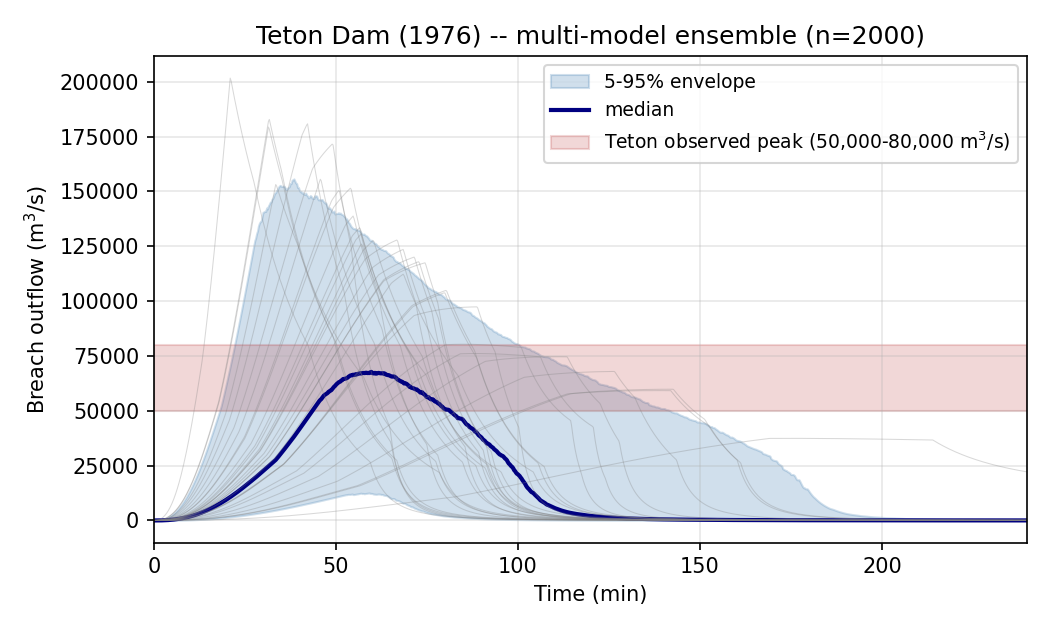 Teton Dam (1976) -- multi-model ensemble (n=2000)
5-95% envelope
median
Teton observed peak (50,000-80,000 m³/s)
Breach outflow (m³/s)
200000
175000
150000
125000
100000
75000
50000
25000
0
0 50 100 150 200
Time (min)